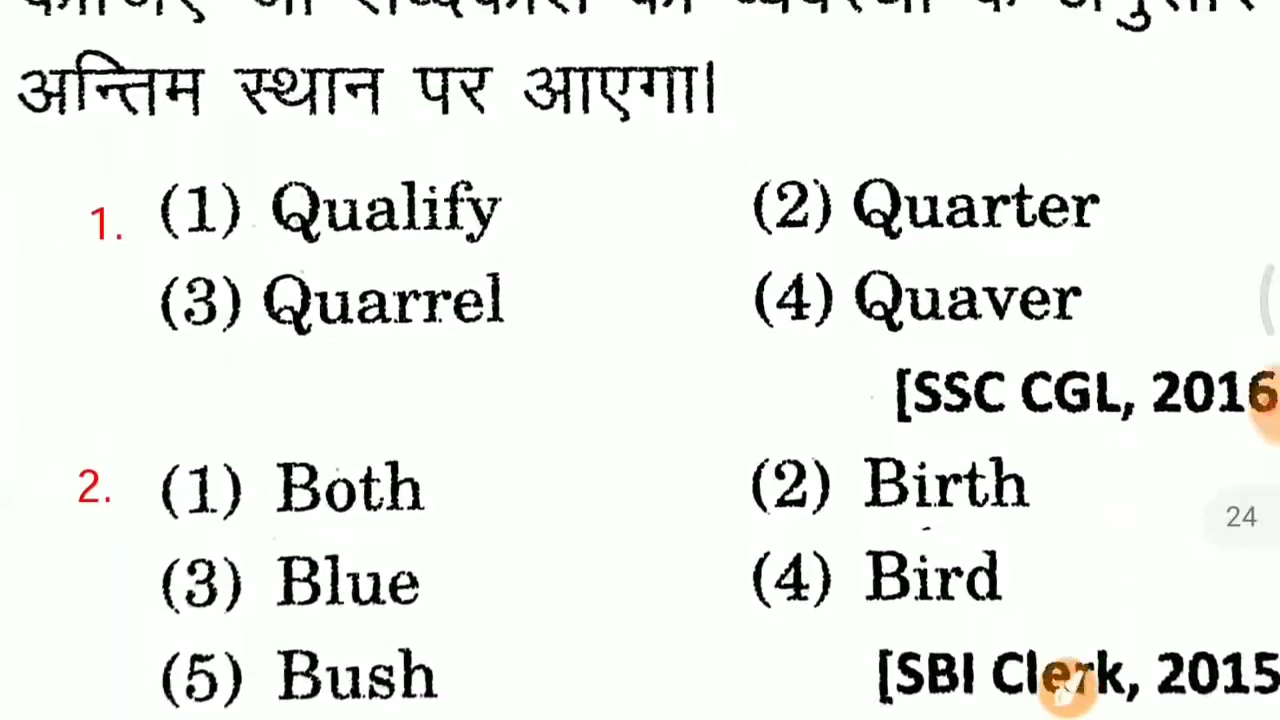 अन्तिम स्थान पर आएगा।
1. (1) Qualify (2) Quarter
(3) Quarrel (4) Quaver
[SSC CGL, 2016
2. (1) Both (2) Birth
24
(3) Blue (4) Bird
(5) Bush [SBI Clerk, 2015